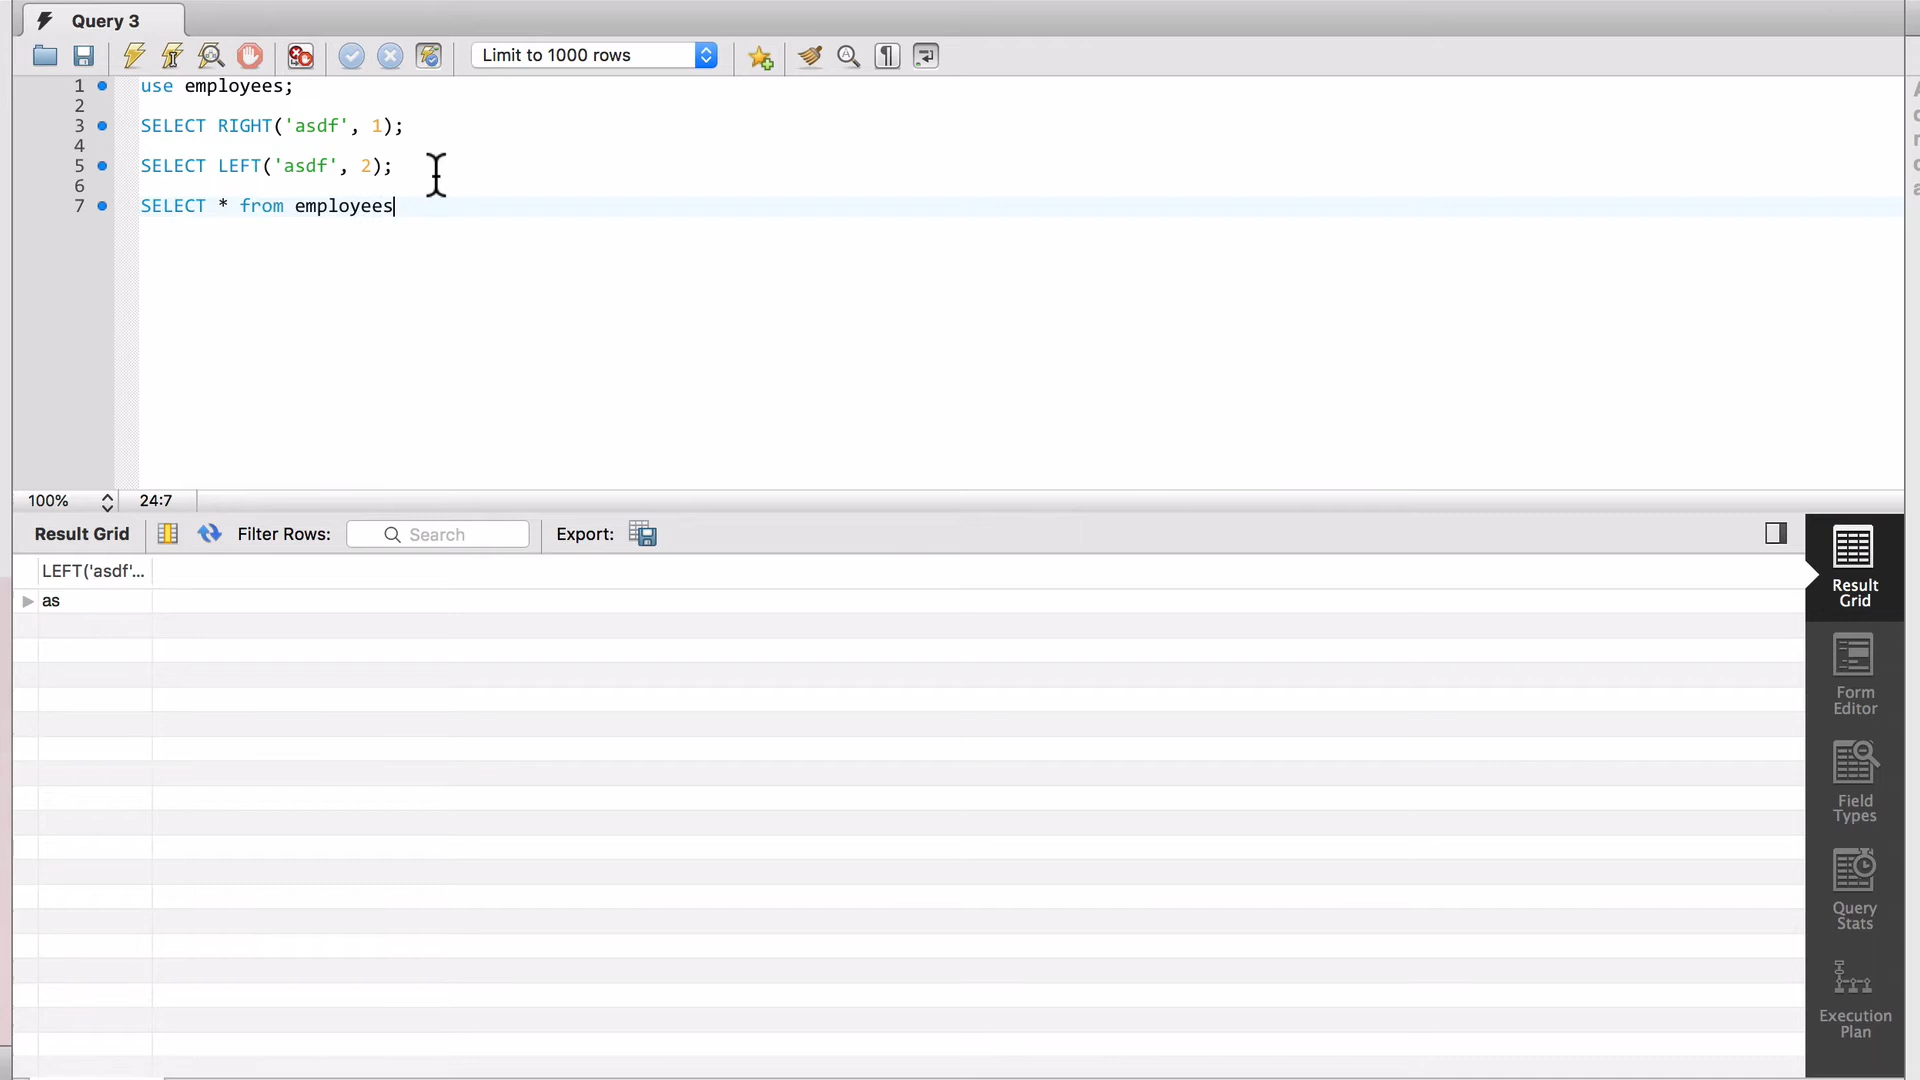 Query 3
Limit to 1000 rows
1 use employees;
2
3 SELECT RIGHT('asdf', 1);
4
5 SELECT LEFT('asdf', 2);
6
7 SELECT * from employees
100% 24:7
Result Grid Filter Rows: Search Export:
LEFT('asdf'...
as
Result
Grid
Form
Editor
Field
Types
Query
Stats
Execution
Plan